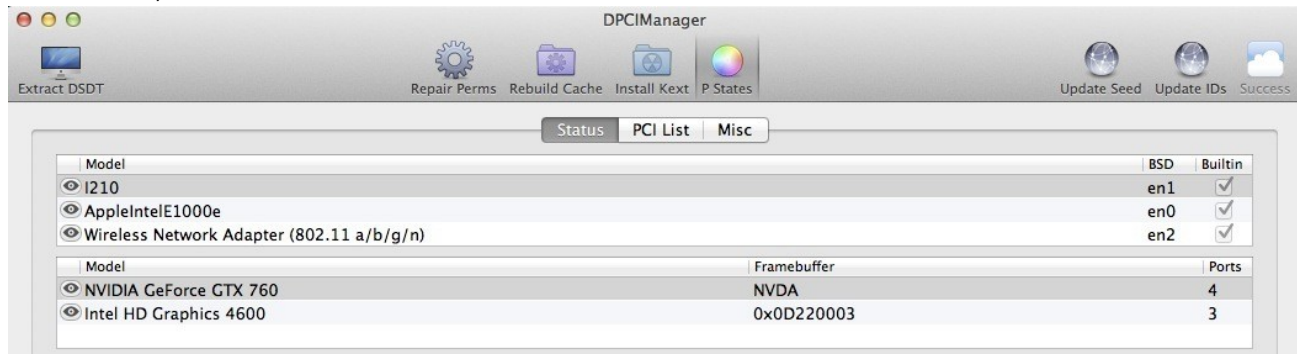 DPCIManager
Extract DSDT Repair Perms Rebuild Cache Install Kext P States Update Seed Update IDs Success
Status PCI List Misc
Model BSD Builtin
I210 en1
AppleIntelE1000e en0
Wireless Network Adapter (802.11 a/b/g/n) en2
Model Framebuffer Ports
NVIDIA GeForce GTX 760 NVDA 4
Intel HD Graphics 4600 0x0D220003 3